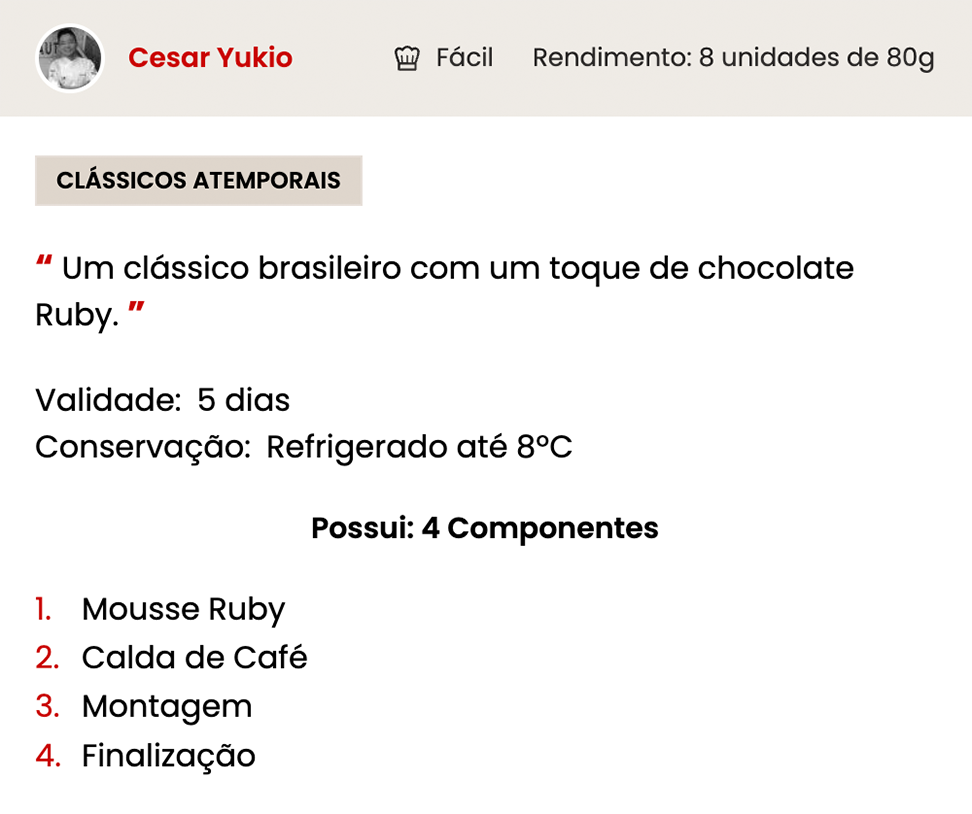 Cesar Yukio
Fácil
Rendimento: 8 unidades de 80g
CLÁSSICOS ATEMPORAIS
“ Um clássico brasileiro com um toque de chocolate
Ruby. ”
Validade: 5 dias
Conservação: Refrigerado até 8°C
Possui: 4 Componentes
1. Mousse Ruby
2. Calda de Café
3. Montagem
4. Finalização